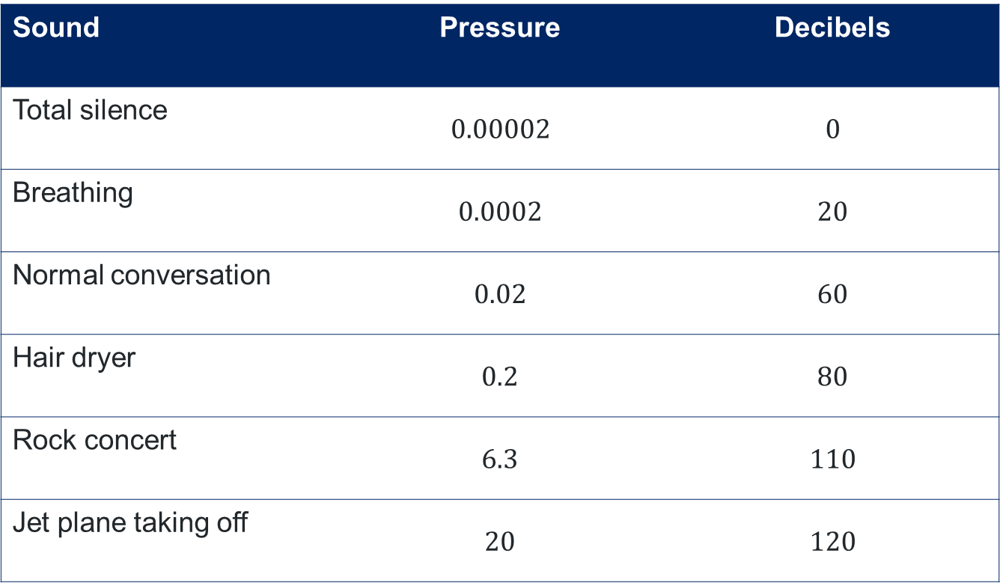 Sound Pressure Decibels
Total silence 0.00002 0
Breathing 0.0002 20
Normal conversation 0.02 60
Hair dryer 0.2 80
Rock concert 6.3 110
Jet plane taking off 20 120